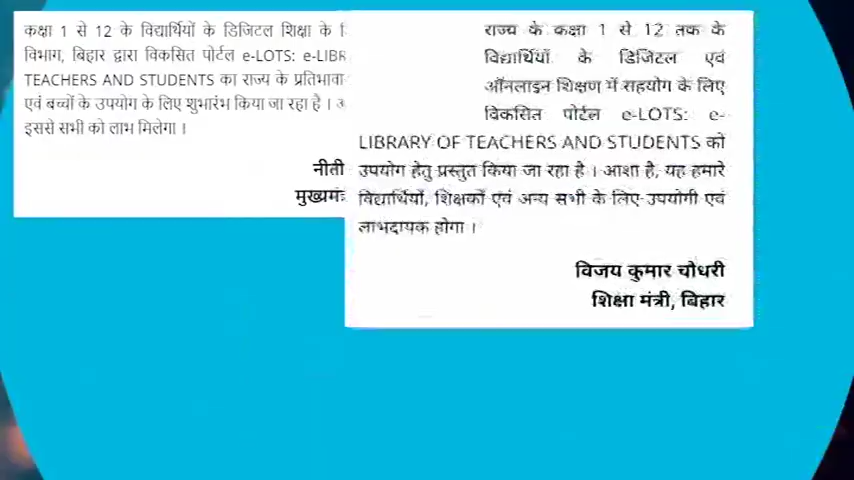 कक्षा 1 से 12 के विद्यार्थियों के डिजिटल शिक्षा के
विभाग, बिहार द्वारा विकसित पोर्टल e-LOTS: e-LIBR
TEACHERS AND STUDENTS का राज्य के प्रतिभावा
एवं बच्चों के उपयोग के लिए शुभारंभ किया जा रहा है ।
इससे सभी को लाभ मिलेगा ।
नीती
मुख्यमं
राज्य के कक्षा 1 से 12 तक के
विद्यार्थियों के डिजिटल एवं
ऑनलाइन शिक्षण में सहयोग के लिए
विकसित पोर्टल e-LOTS: e-
LIBRARY OF TEACHERS AND STUDENTS को
उपयोग हेतु प्रस्तुत किया जा रहा है । आशा है, यह हमारे
विद्यार्थियों, शिक्षकों एवं अन्य सभी के लिए उपयोगी एवं
लाभदायक होगा ।
विजय कुमार चौधरी
शिक्षा मंत्री, बिहार